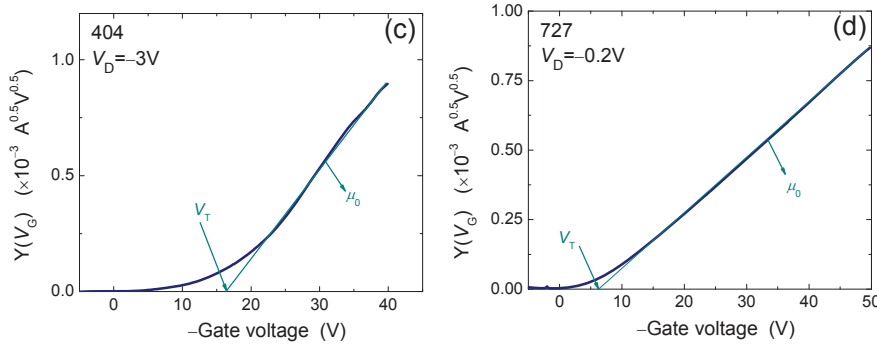 404
V_D=−3V
(c)
Y(V_G) (×10^−3 A^0.5V^0.5)
1.0
0.5
0.0
V_T
μ_0
0 10 20 30 40
−Gate voltage (V)
727
V_D=−0.2V
(d)
Y(V_G) (×10^−3 A^0.5V^0.5)
1.00
0.75
0.50
0.25
0.00
V_T
μ_0
0 10 20 30 40 50
−Gate voltage (V)